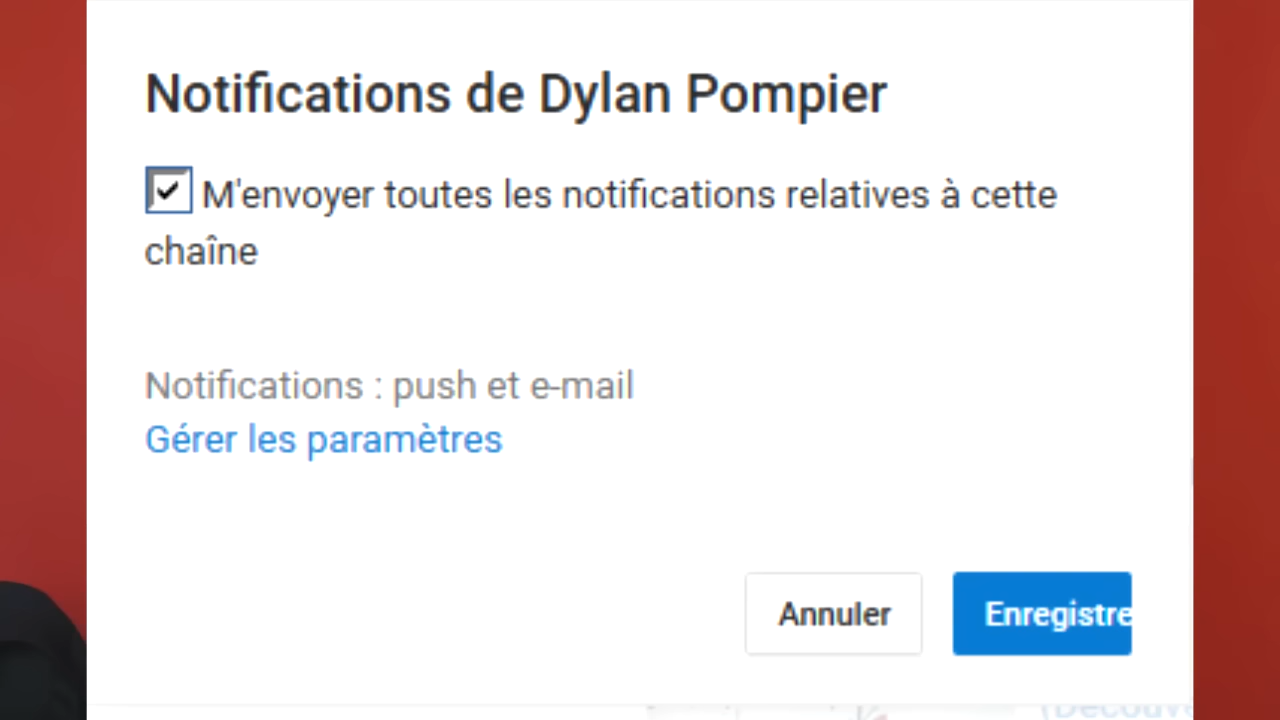 Notifications de Dylan Pompier
M'envoyer toutes les notifications relatives à cette
chaîne
Notifications : push et e-mail
Gérer les paramètres
Annuler
Enregistre